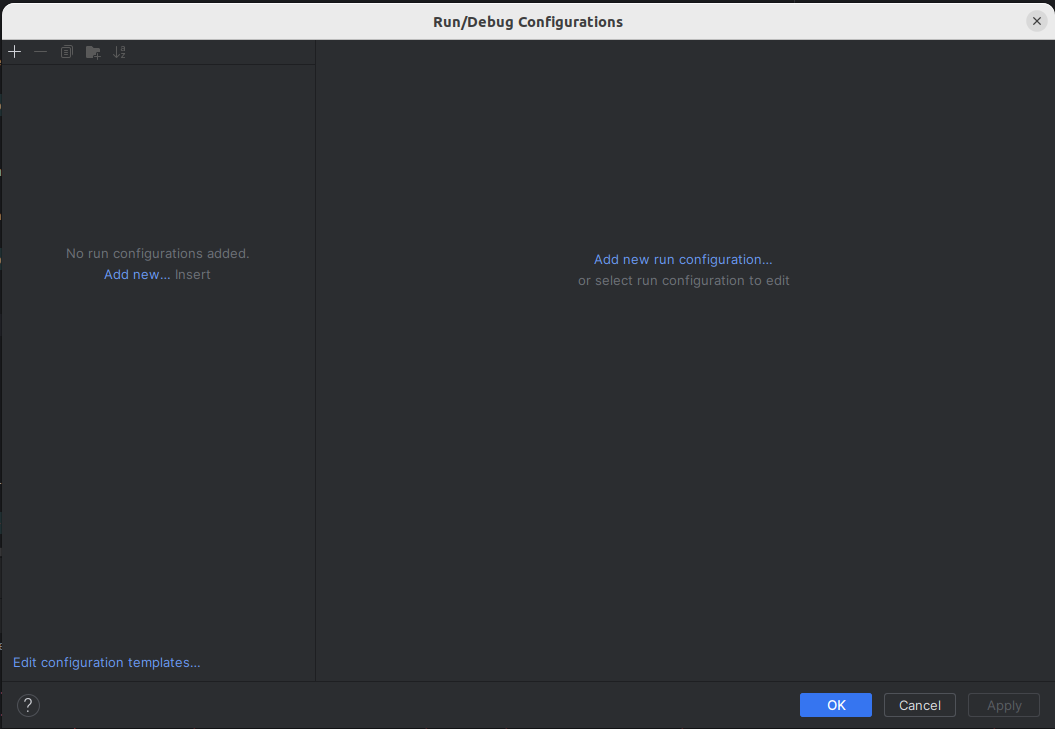 Run/Debug Configurations
No run configurations added.
Add new... Insert
Add new run configuration...
or select run configuration to edit
Edit configuration templates...
?
OK
Cancel
Apply